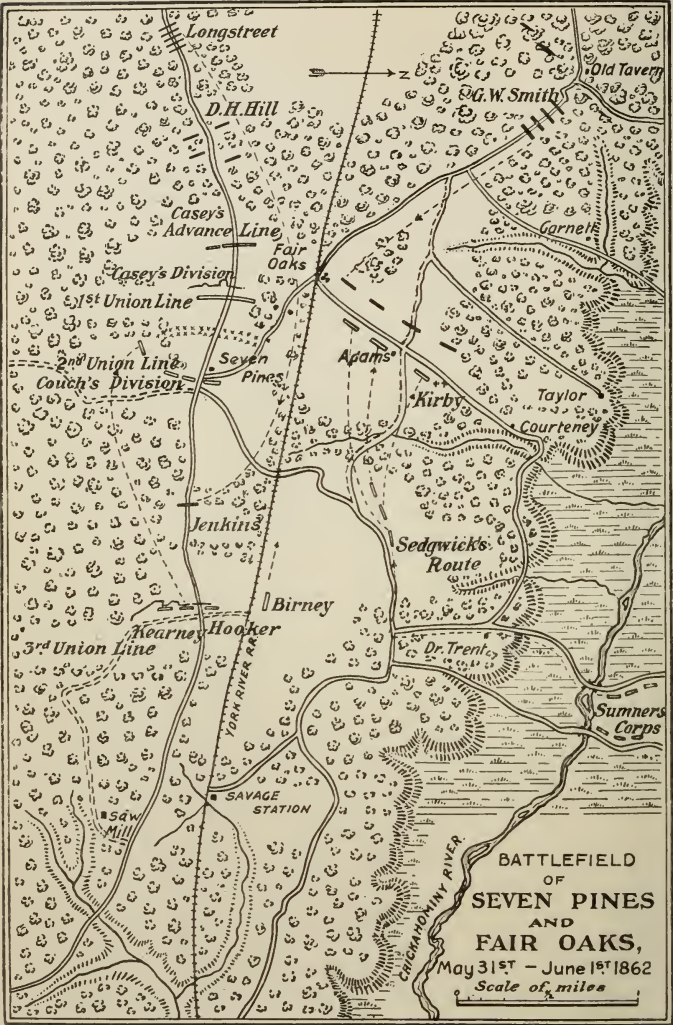 Longstreet
N
Old Tavern
G.W. Smith
D.H. Hill
Casey's
Advance Line
Garnett
Fair
Oaks
Casey's Division
1st Union Line
2nd Union Line
Couch's Division
Seven
Pines
Adams
Kirby
Taylor
Courteney
Jenkins
Sedgwick's
Route
Birney
Kearney Hooker
3rd Union Line
YORK RIVER RR.
Dr. Trent
Sumners
Corps
SAVAGE
STATION
Saw
Mill
CHICKAHOMINY RIVER
BATTLEFIELD
OF
SEVEN PINES
AND
FAIR OAKS,
May 31ST – June 1ST 1862
Scale of miles